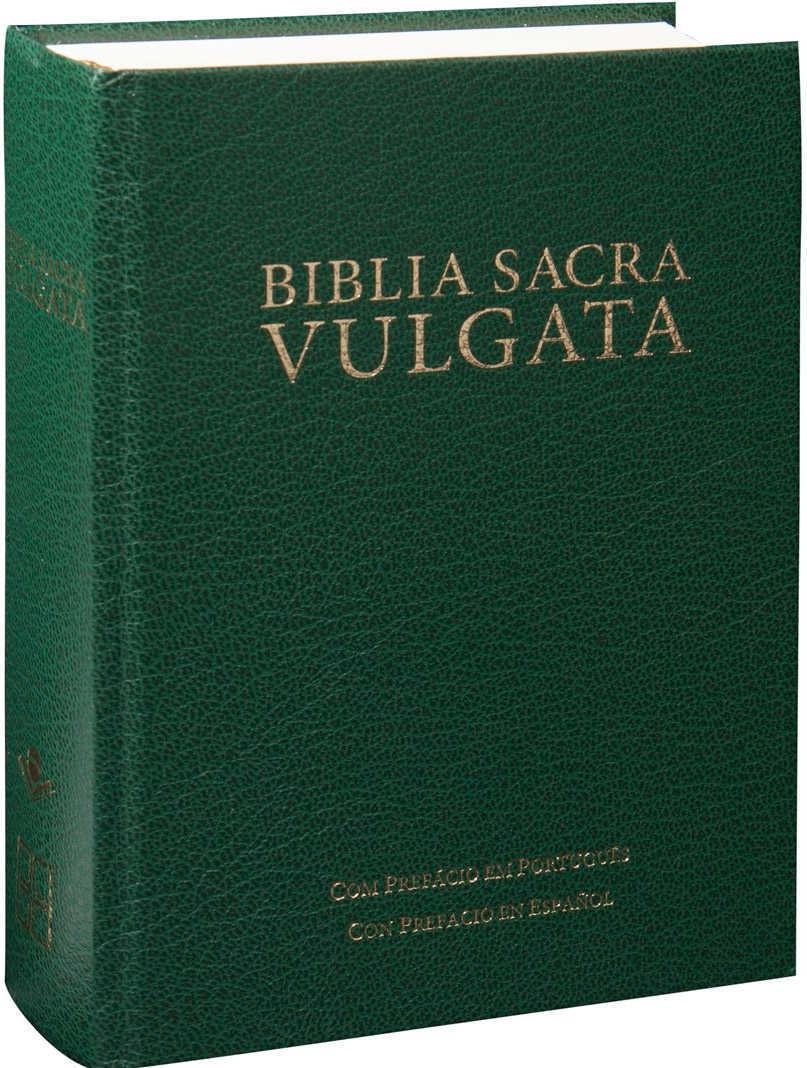 BIBLIA SACRA
VULGATA
COM PREFÁCIO EM PORTUGUÊS
CON PREFACIO EN ESPAÑOL
BIBLIA SACRA
VULGATA